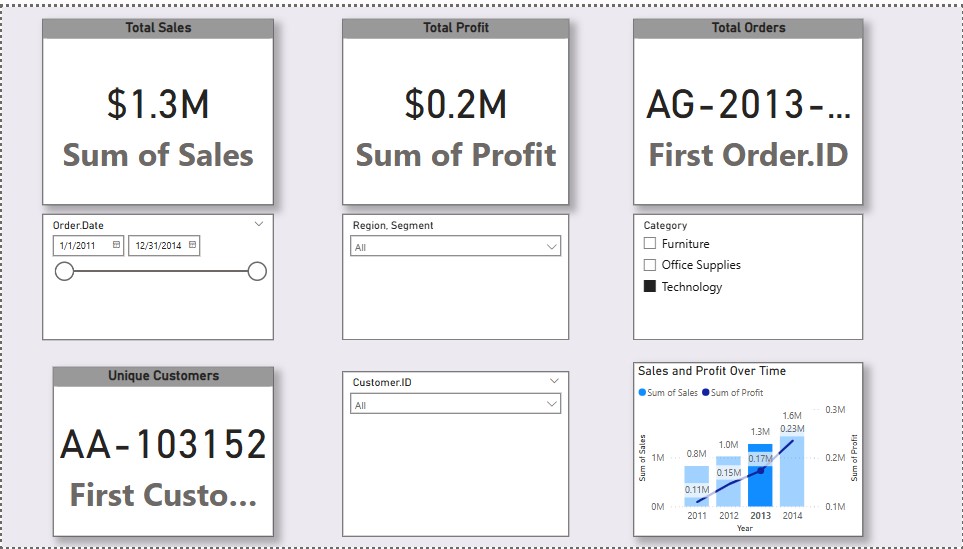 Total Sales
$1.3M
Sum of Sales
Total Profit
$0.2M
Sum of Profit
Total Orders
AG-2013-...
First Order.ID
Order.Date
1/1/2011
12/31/2014
Region, Segment
All
Category
Furniture
Office Supplies
Technology
Unique Customers
AA-103152
First Custo...
Customer.ID
All
Sales and Profit Over Time
Sum of Sales
Sum of Profit
Sum of Sales
1M
0M
0.8M
1.0M
1.3M
1.6M
0.11M
0.15M
0.17M
0.23M
0.3M
0.2M
0.1M
Sum of Profit
2011
2012
2013
2014
Year